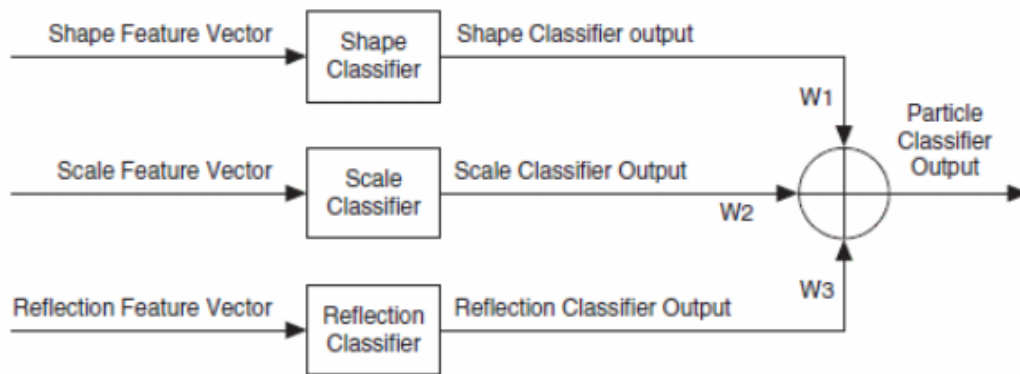 Shape Feature Vector
Shape
Classifier
Shape Classifier output
W1
Particle
Classifier
Output
Scale Feature Vector
Scale
Classifier
Scale Classifier Output
W2
Reflection Feature Vector
Reflection
Classifier
Reflection Classifier Output
W3